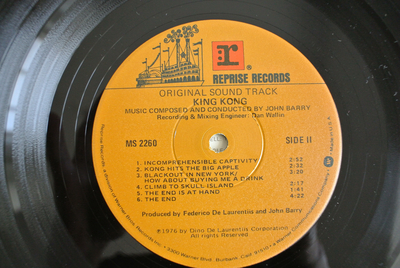 r:
REPRISE RECORDS
ORIGINAL SOUND TRACK
KING KONG
MUSIC COMPOSED AND CONDUCTED BY JOHN BARRY
Recording & Mixing Engineer: Dan Wallin
MS 2260 SIDE II
1. INCOMPREHENSIBLE CAPTIVITY 2:52
2. KONG HITS THE BIG APPLE 2:32
3. BLACKOUT IN NEW YORK/ 3:20
HOW ABOUT BUYING ME A DRINK
4. CLIMB TO SKULL ISLAND 2:17
5. THE END IS AT HAND 1:41
6. THE END 4:22
Produced by Federico De Laurentiis and John Barry
℗1976 by Dino De Laurentiis Corporation
All rights Reserved.